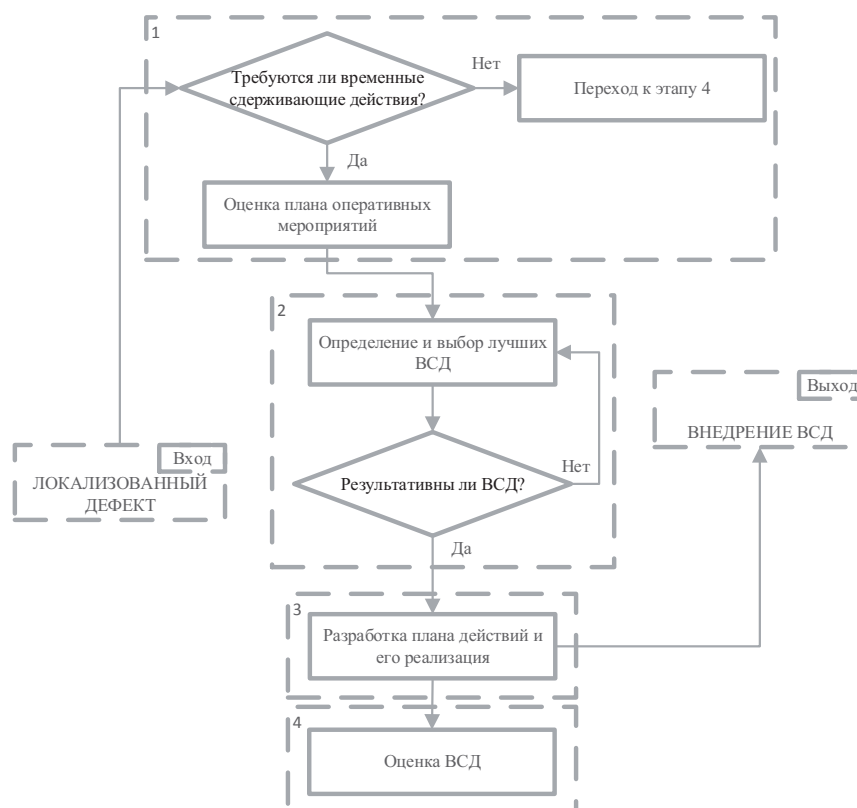 1
Требуются ли временные
сдерживающие действия?
Нет
Переход к этапу 4
Да
Оценка плана оперативных
мероприятий
2
Определение и выбор лучших
ВСД
Выход
ВНЕДРЕНИЕ ВСД
Вход
ЛОКАЛИЗОВАННЫЙ
ДЕФЕКТ
Результативны ли ВСД?
Нет
Да
3
Разработка плана действий и
его реализация
4
Оценка ВСД